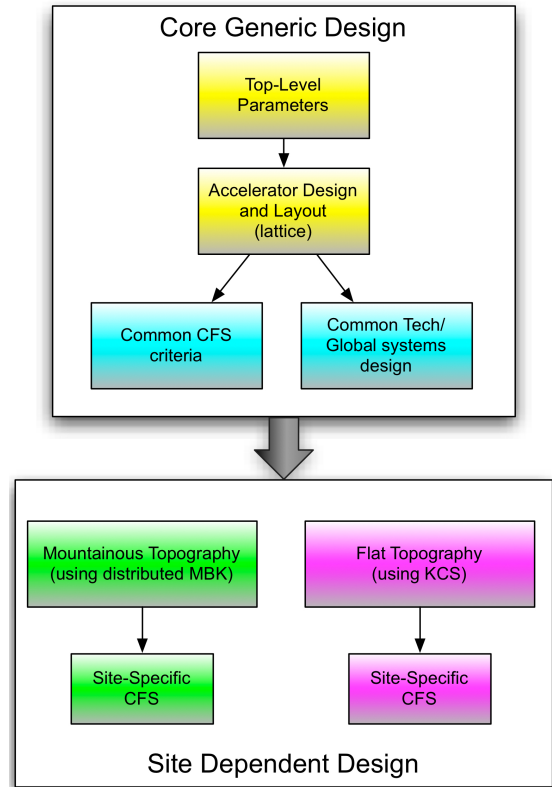 Core Generic Design
Top-Level
Parameters
Accelerator Design
and Layout
(lattice)
Common CFS
criteria
Common Tech/
Global systems
design
Mountainous Topography
(using distributed MBK)
Flat Topography
(using KCS)
Site-Specific
CFS
Site-Specific
CFS
Site Dependent Design